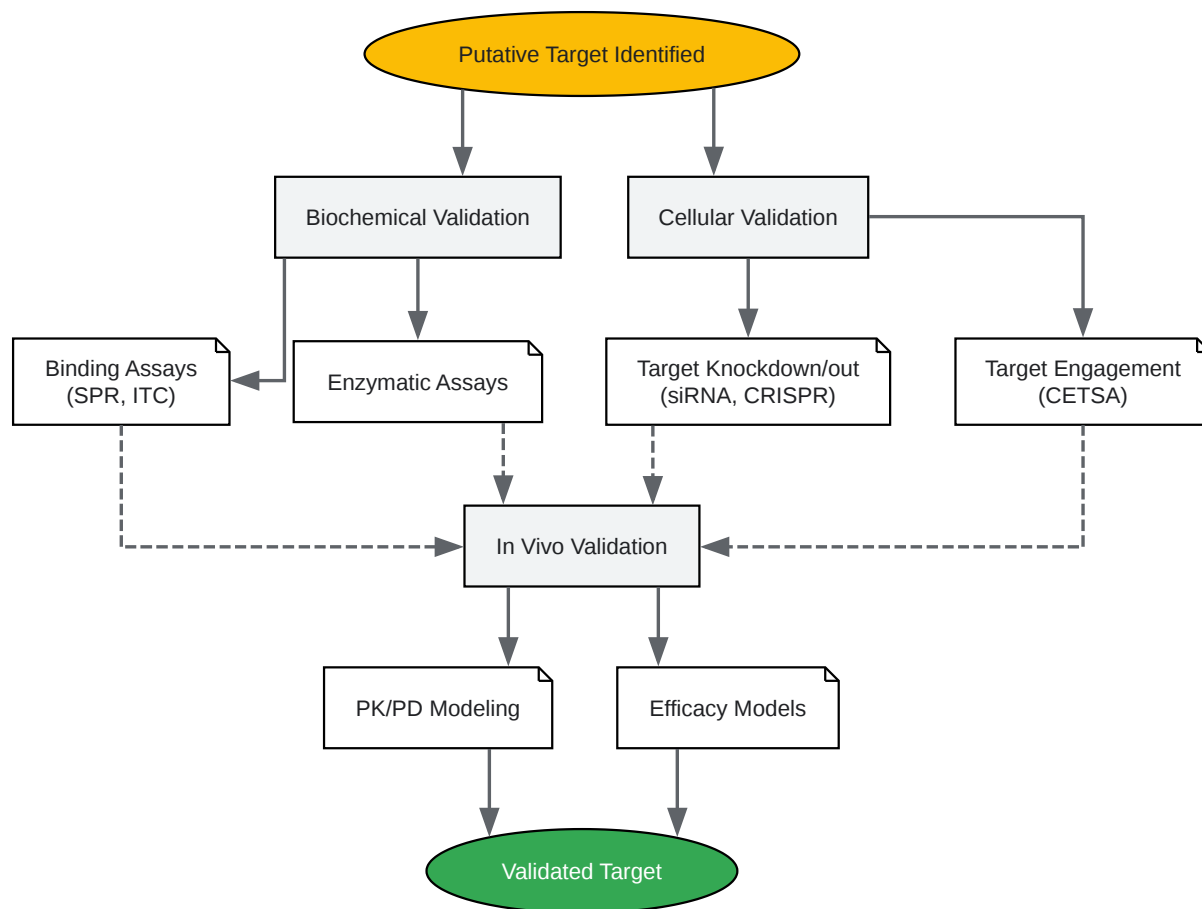 Putative Target Identified
Biochemical Validation
Cellular Validation
Binding Assays
(SPR, ITC)
Enzymatic Assays
Target Knockdown/out
(siRNA, CRISPR)
Target Engagement
(CETSA)
In Vivo Validation
PK/PD Modeling
Efficacy Models
Validated Target